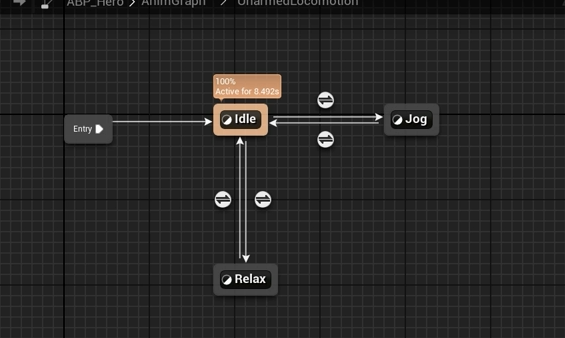 ABP_Hero > AnimGraph > UnarmedLocomotion
100%
Active for 8.492s
Entry
Idle
Jog
Relax